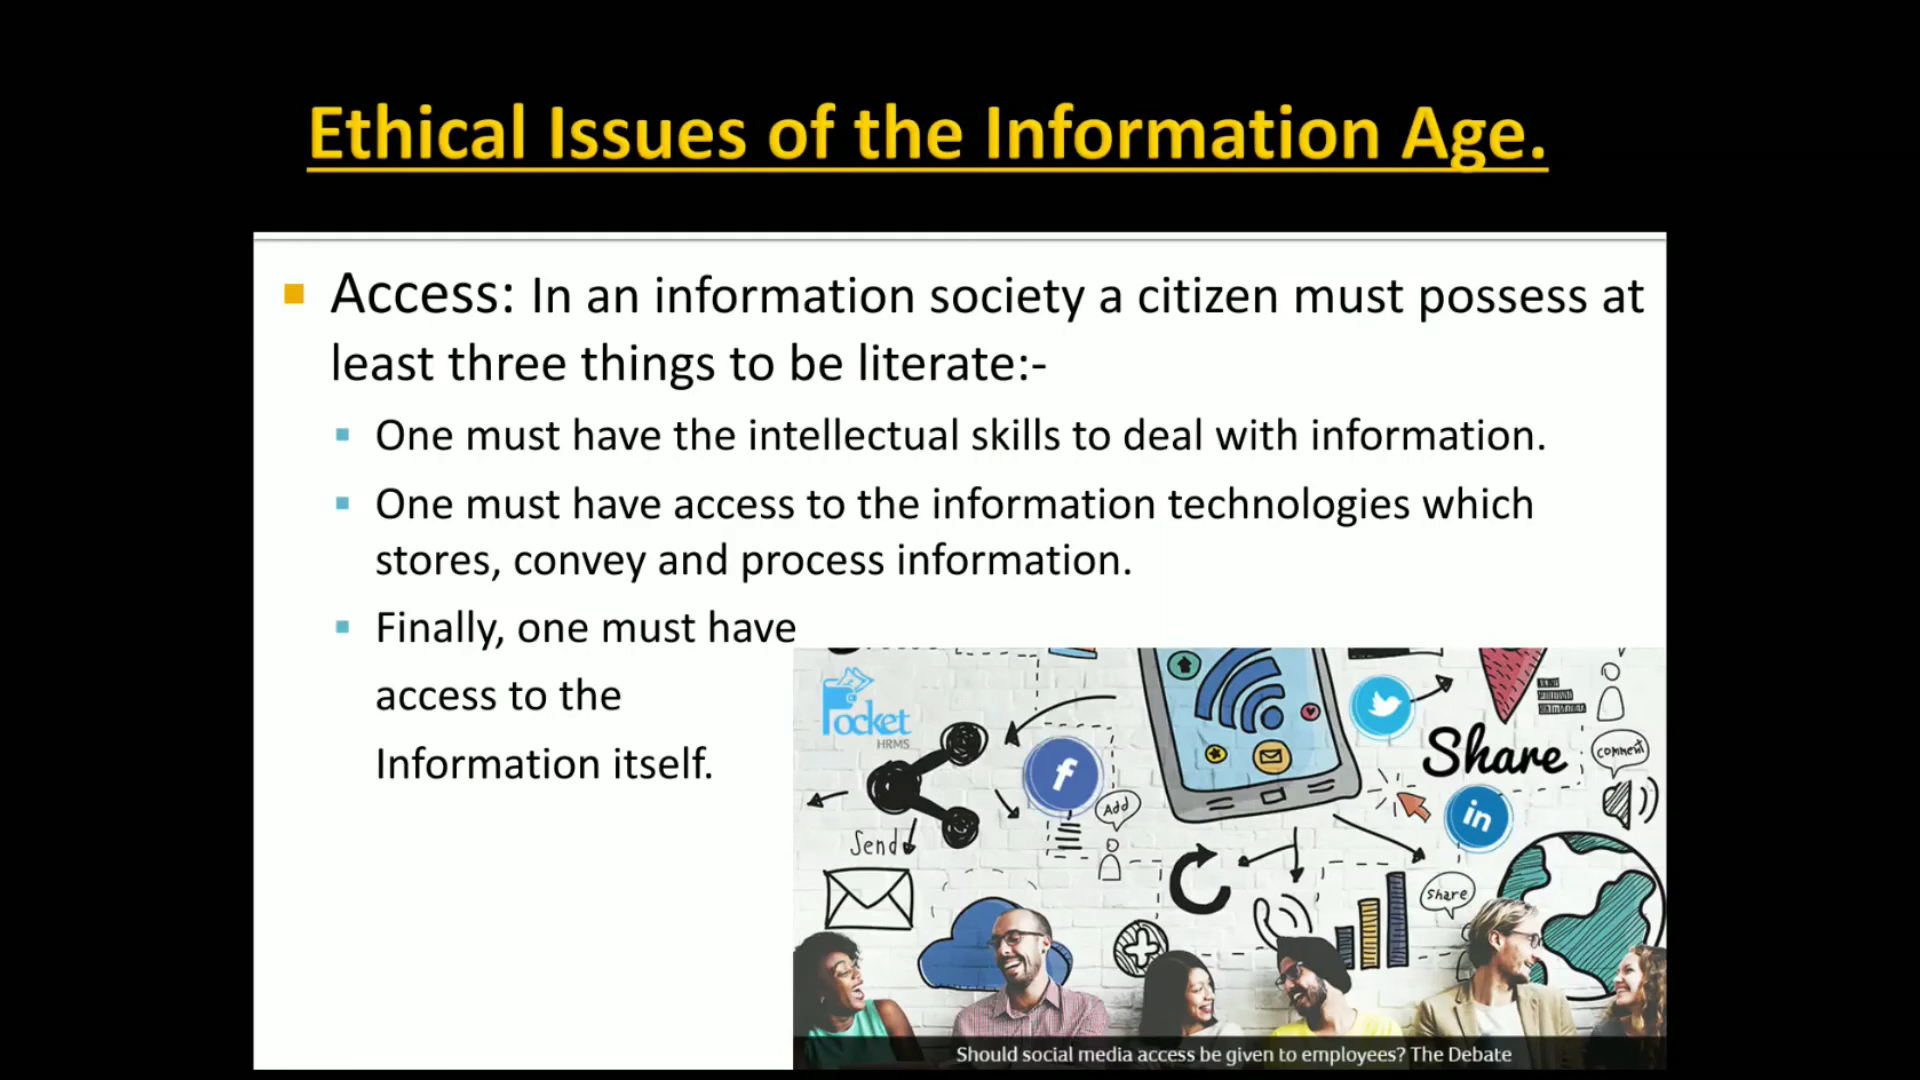 Ethical Issues of the Information Age.
Access: In an information society a citizen must possess at
least three things to be literate:-
One must have the intellectual skills to deal with information.
One must have access to the information technologies which
stores, convey and process information.
Finally, one must have
access to the
Information itself.
Pocket
HRMS
Share
comment
f
Add
in
Send
Share
Should social media access be given to employees? The Debate